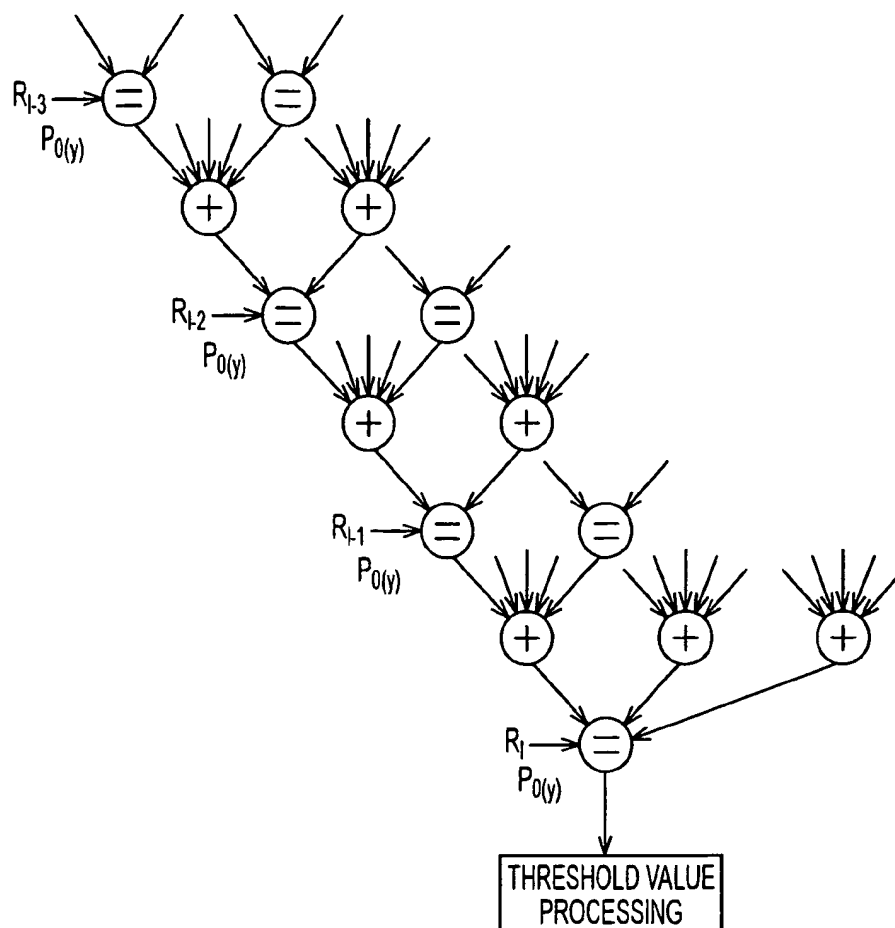 R_{l-3}
P_{0(y)}
=
=
+
+
R_{l-2}
P_{0(y)}
=
=
+
+
R_{l-1}
P_{0(y)}
=
=
+
+
+
R_l
P_{0(y)}
=
THRESHOLD VALUE
PROCESSING